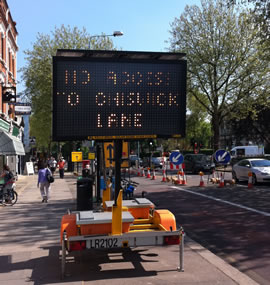 NO ACCESS
TO CHISWICK
LANE
LR2102